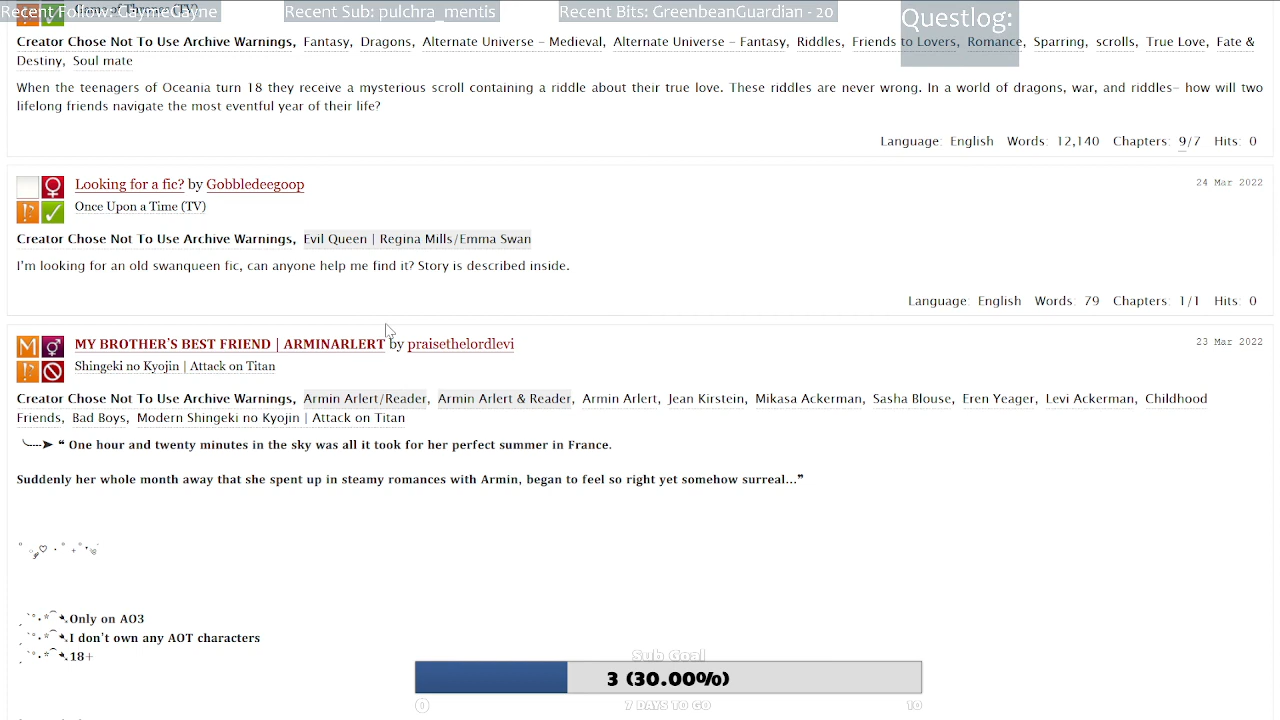 Recent Follow: GaymeGayne
Recent Sub: pulchra_mentis
Recent Bits: GreenbeanGuardian - 20
Questlog:
Game of Thrones (TV)
Creator Chose Not To Use Archive Warnings, Fantasy, Dragons, Alternate Universe - Medieval, Alternate Universe - Fantasy, Riddles, Friends to Lovers, Romance, Sparring, scrolls, True Love, Fate &
Destiny, Soul mate
When the teenagers of Oceania turn 18 they receive a mysterious scroll containing a riddle about their true love. These riddles are never wrong. In a world of dragons, war, and riddles- how will two
lifelong friends navigate the most eventful year of their life?
Language: English Words: 12,140 Chapters: 9/7 Hits: 0
Looking for a fic? by Gobbledeegoop
24 Mar 2022
Once Upon a Time (TV)
Creator Chose Not To Use Archive Warnings, Evil Queen | Regina Mills/Emma Swan
I'm looking for an old swanqueen fic, can anyone help me find it? Story is described inside.
Language: English Words: 79 Chapters: 1/1 Hits: 0
M
MY BROTHER'S BEST FRIEND | ARMINARLERT by praisethelordlevi
23 Mar 2022
Shingeki no Kyojin | Attack on Titan
Creator Chose Not To Use Archive Warnings, Armin Arlert/Reader, Armin Arlert & Reader, Armin Arlert, Jean Kirstein, Mikasa Ackerman, Sasha Blouse, Eren Yeager, Levi Ackerman, Childhood
Friends, Bad Boys, Modern Shingeki no Kyojin | Attack on Titan
╰┈➤ ❝ One hour and twenty minutes in the sky was all it took for her perfect summer in France.
Suddenly her whole month away that she spent up in steamy romances with Armin, began to feel so right yet somehow surreal...❞
Only on AO3
I don't own any AOT characters
18+
Sub Goal
3 (30.00%)
0
7 DAYS TO GO
10